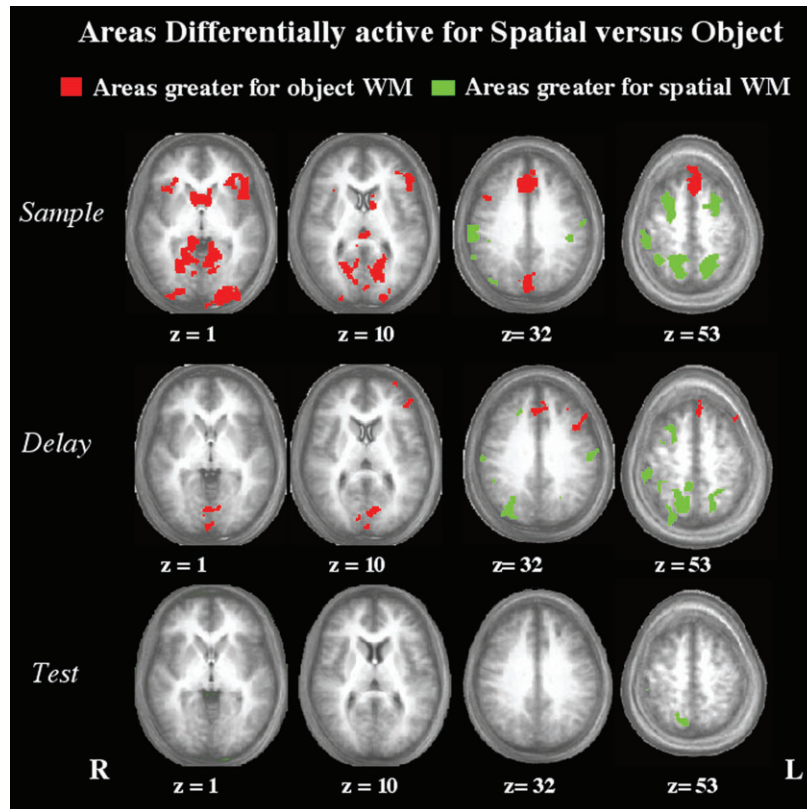 Areas Differentially active for Spatial versus Object
Areas greater for object WM Areas greater for spatial WM
Sample
z = 1 z = 10 z= 32 z = 53
Delay
z = 1 z = 10 z= 32 z = 53
Test
R L
z = 1 z = 10 z=32 z= 53